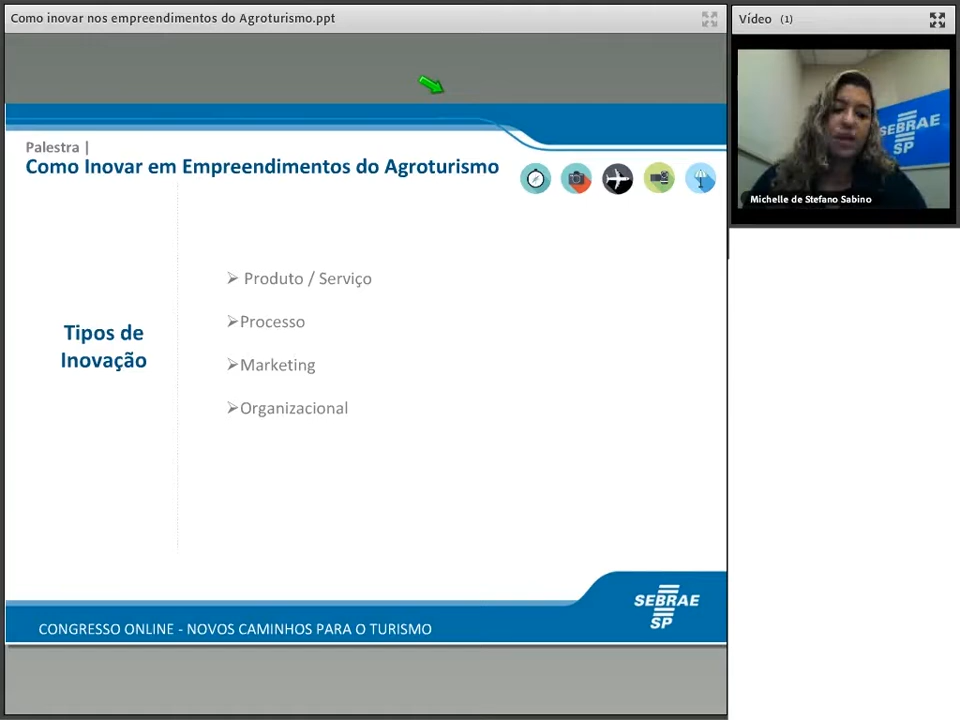 Como inovar nos empreendimentos do Agroturismo.ppt
Vídeo (1)
SEBRAE
SP
Michelle de Stefano Sabino
Palestra |
Como Inovar em Empreendimentos do Agroturismo
Tipos de
Inovação
➢ Produto / Serviço
➢Processo
➢Marketing
➢Organizacional
SEBRAE
SP
CONGRESSO ONLINE - NOVOS CAMINHOS PARA O TURISMO